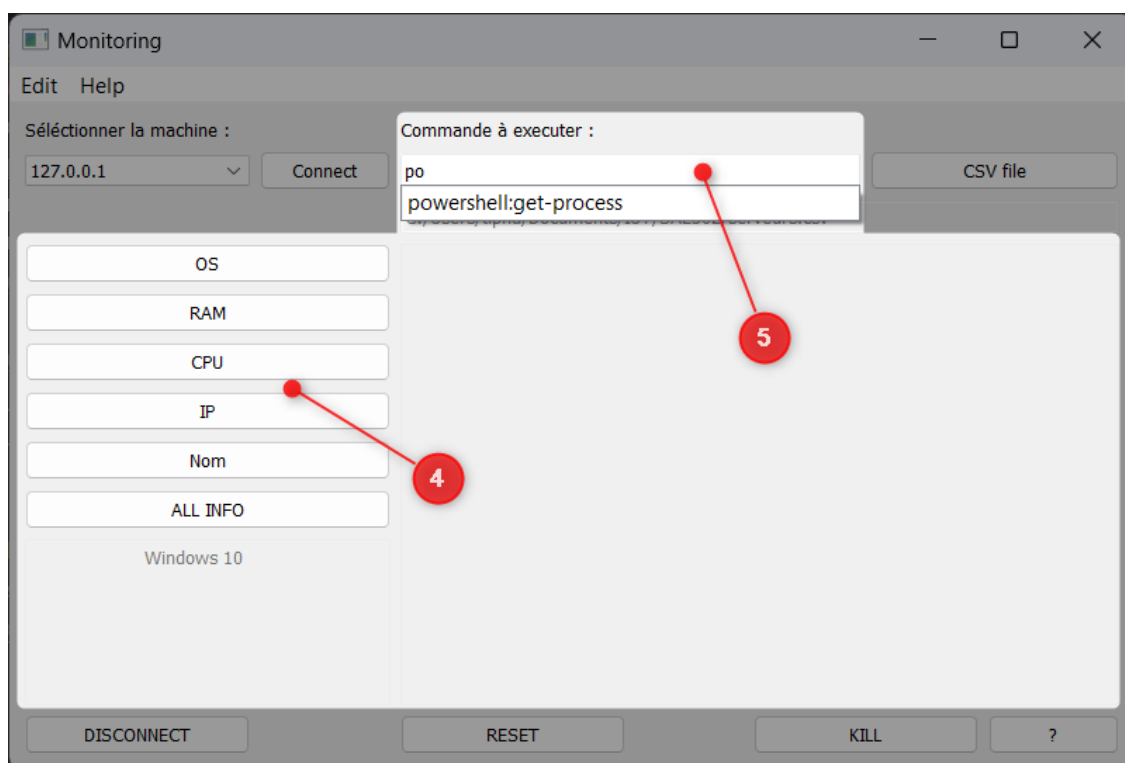 Monitoring
Edit Help
Séléctionner la machine :
Commande à executer :
127.0.0.1
Connect
po
CSV file
powershell:get-process
OS
RAM
CPU
5
IP
Nom
4
ALL INFO
Windows 10
DISCONNECT
RESET
KILL
?